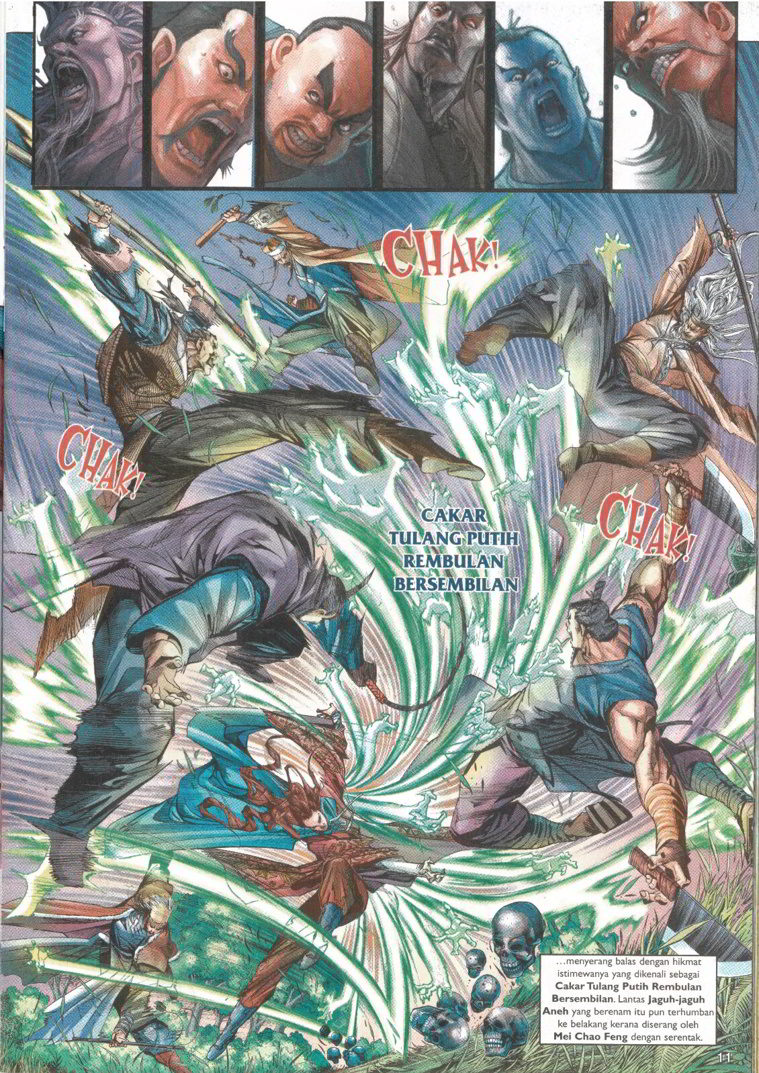 CHAK!
CHAK!
CHAK!
CAKAR
TULANG PUTIH
REMBULAN
BERSEMBILAN
...menyerang balas dengan hikmat
istimewanya yang dikenali sebagai
Cakar Tulang Putih Rembulan
Bersembilan. Lantas Jaguh-jaguh
Aneh yang berenam itu pun terhumban
ke belakang kerana diserang oleh
Mei Chao Feng dengan serentak.
11